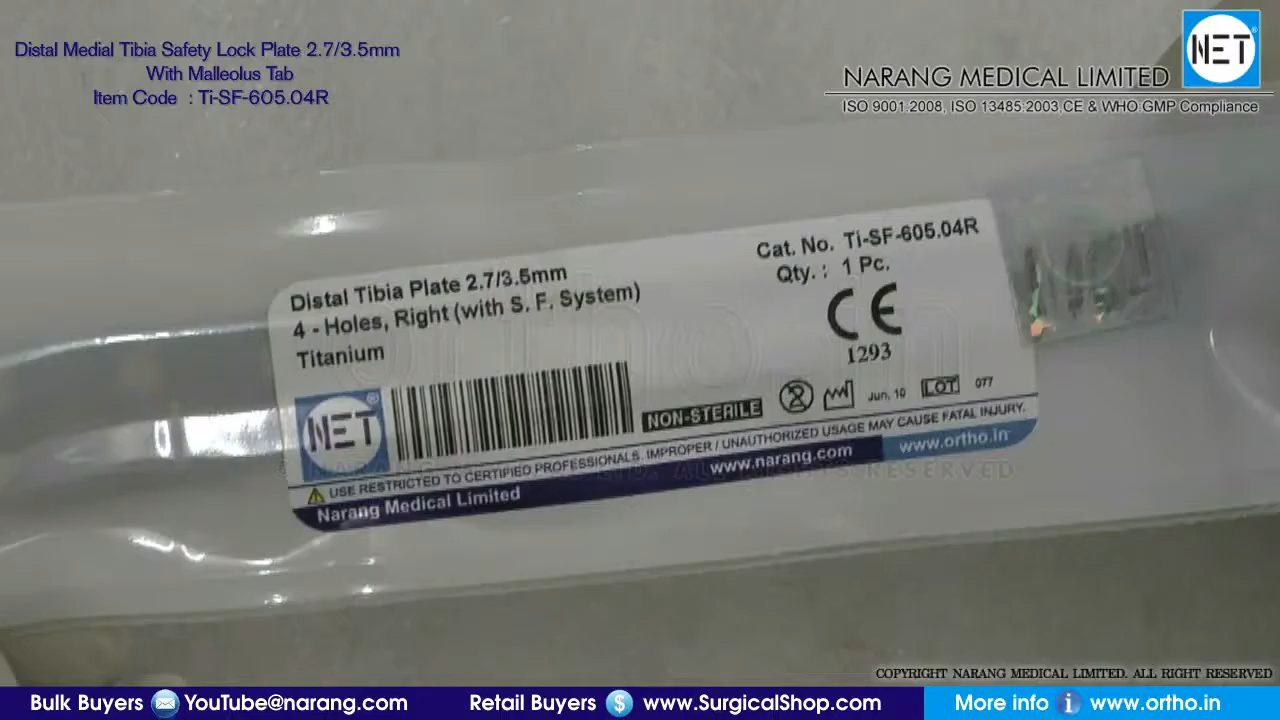 Distal Medial Tibia Safety Lock Plate 2.7/3.5mm
With Malleolus Tab
Item Code : Ti-SF-605.04R
NARANG MEDICAL LIMITED
NET®
ISO 9001:2008, ISO 13485:2003,CE & WHO:GMP Compliance
Distal Tibia Plate 2.7/3.5mm
4 - Holes, Right (with S. F. System)
Titanium
Cat. No. Ti-SF-605.04R
Qty. : 1 Pc.
CE
1293
NET®
NON-STERILE
2
Jun. 10
LOT 077
USE RESTRICTED TO CERTIFIED PROFESSIONALS. IMPROPER / UNAUTHORIZED USAGE MAY CAUSE FATAL INJURY.
Narang Medical Limited www.narang.com www.ortho.in
COPYRIGHT NARANG MEDICAL LIMITED. ALL RIGHT RESERVED
Bulk Buyers YouTube@narang.com Retail Buyers $ www.SurgicalShop.com More info i www.ortho.in